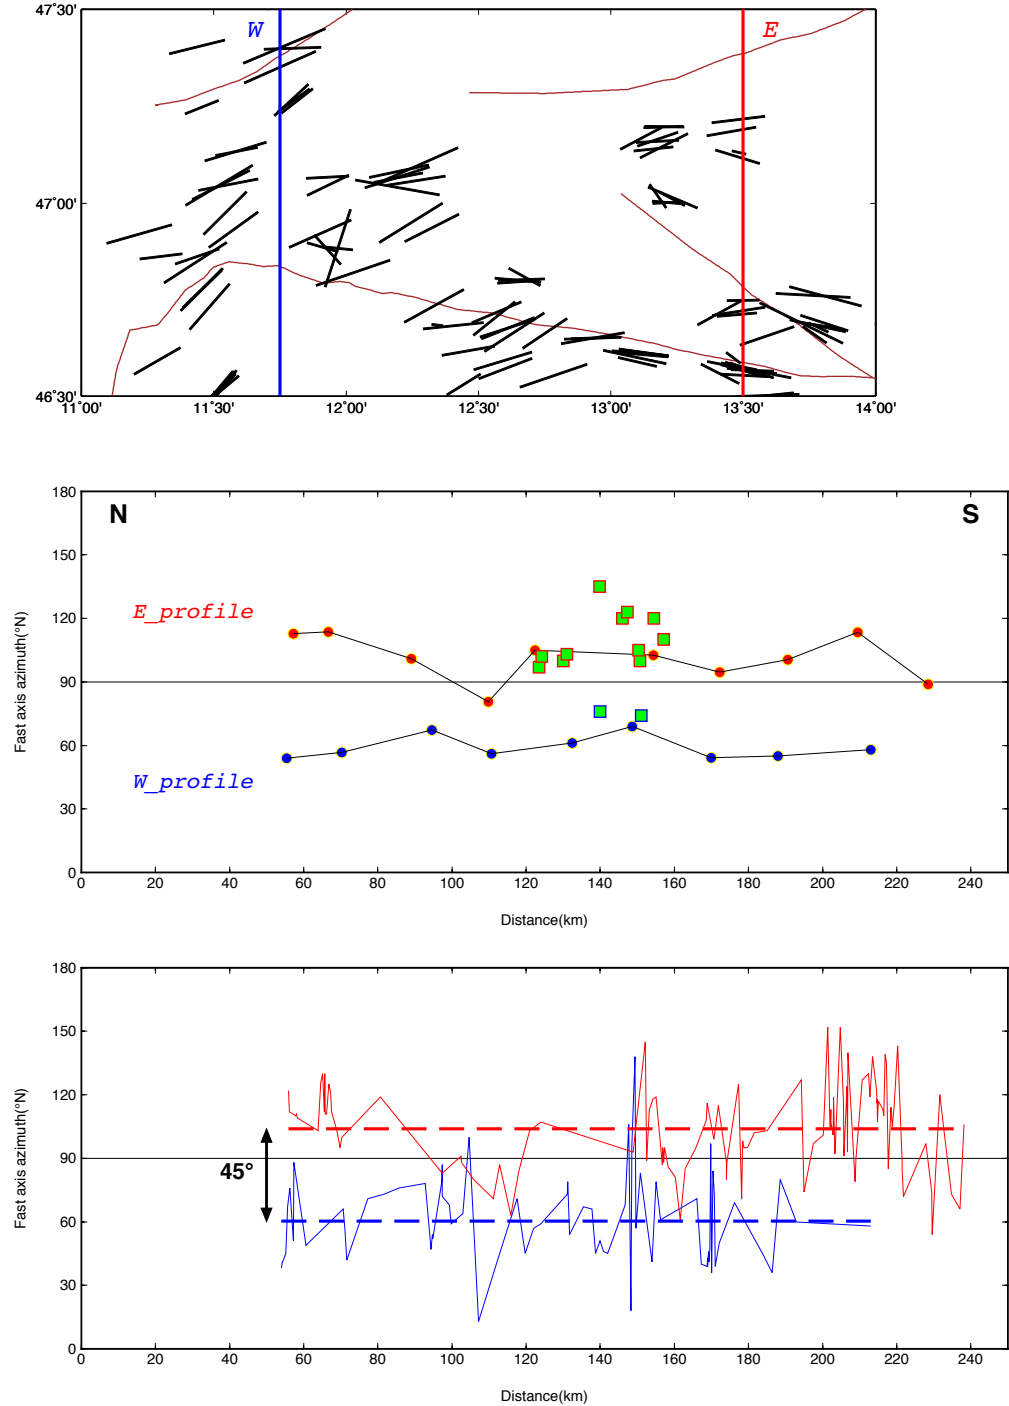 47˚30'
W
E
47˚00'
46˚30'
11˚00'
11˚30'
12˚00'
12˚30'
13˚00'
13˚30'
14˚00'
180
N
S
150
E_profile
120
90
60
W_profile
30
0
Fast axis azimuth(°N)
0 20 40 60 80 100 120 140 160 180 200 220 240
Distance(km)
180
150
120
90
45°
60
30
0
Fast axis azimuth(°N)
0 20 40 60 80 100 120 140 160 180 200 220 240
Distance(km)